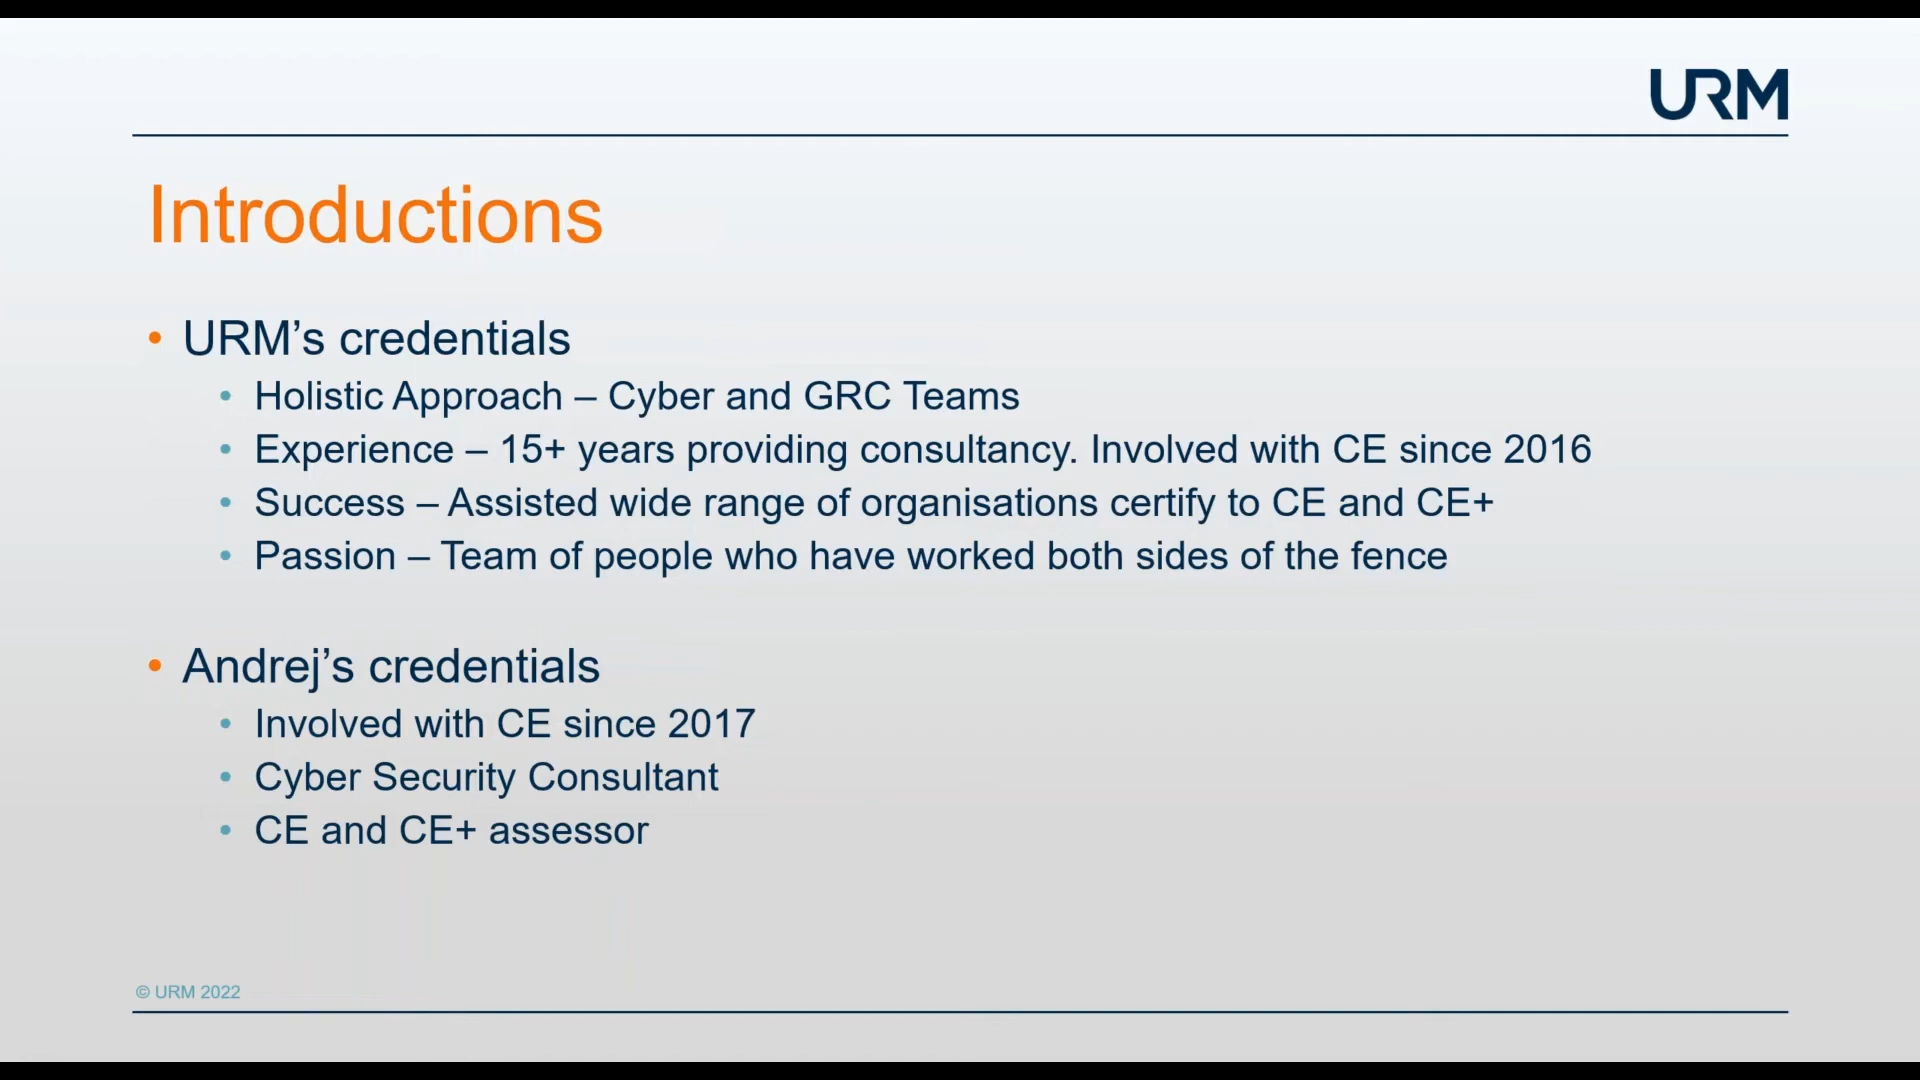 URM
Introductions
• URM’s credentials
• Holistic Approach – Cyber and GRC Teams
• Experience – 15+ years providing consultancy. Involved with CE since 2016
• Success – Assisted wide range of organisations certify to CE and CE+
• Passion – Team of people who have worked both sides of the fence
• Andrej’s credentials
• Involved with CE since 2017
• Cyber Security Consultant
• CE and CE+ assessor
© URM 2022